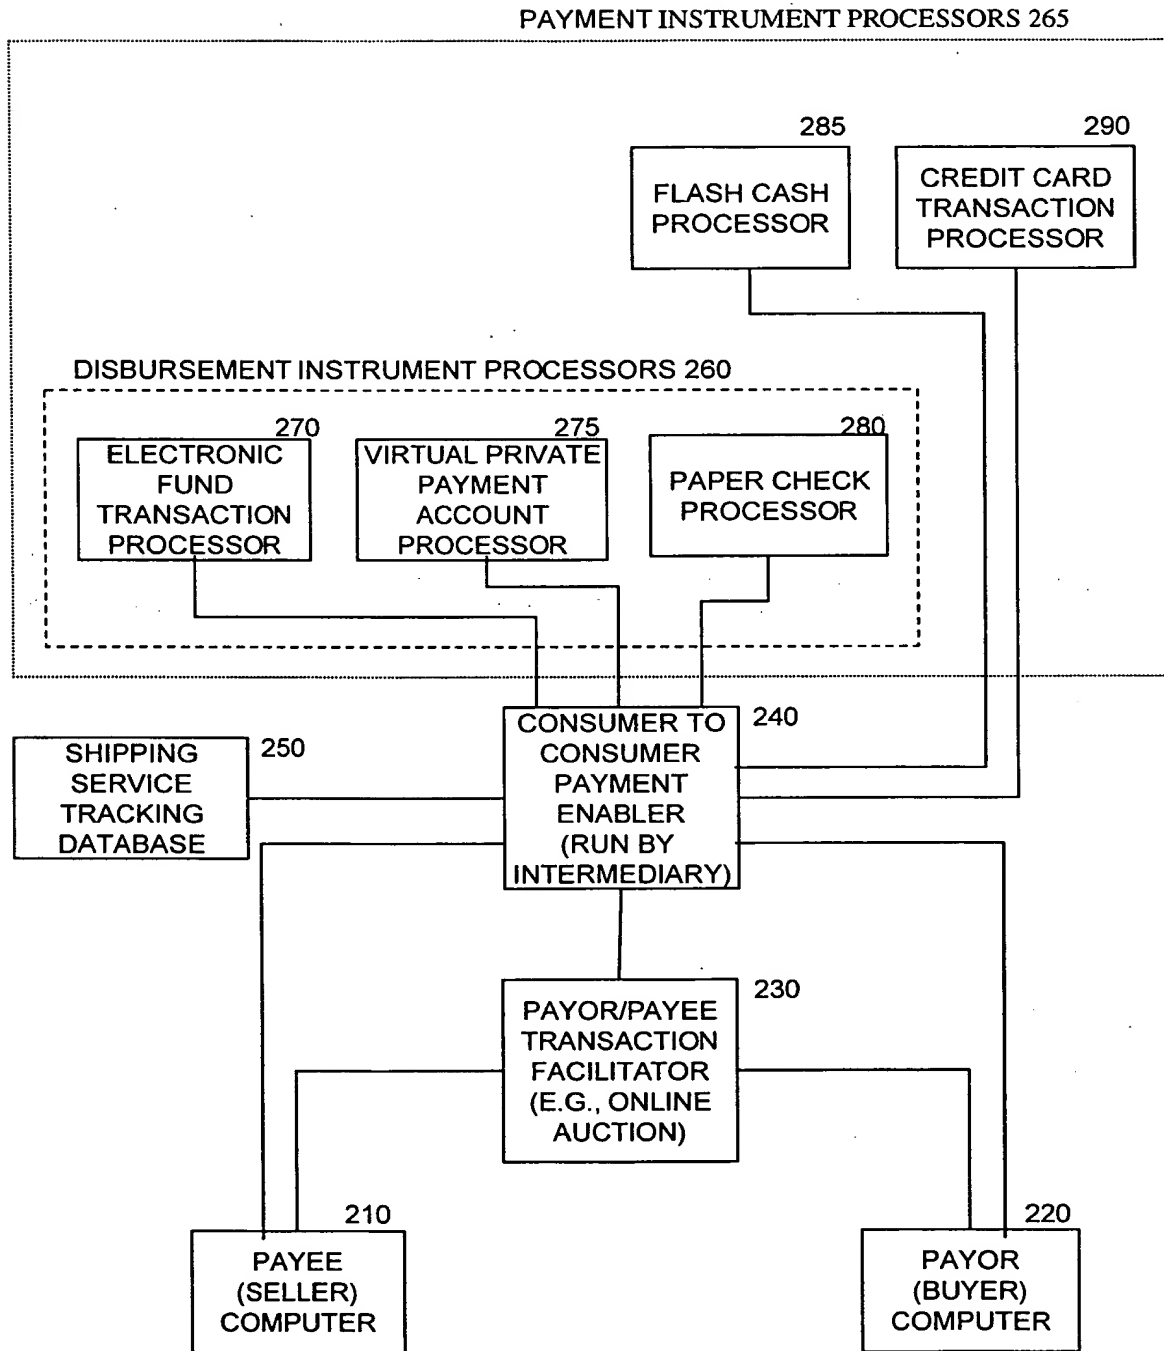 PAYMENT INSTRUMENT PROCESSORS 265
285
290
FLASH CASH
PROCESSOR
CREDIT CARD
TRANSACTION
PROCESSOR
DISBURSEMENT INSTRUMENT PROCESSORS 260
270
275
280
ELECTRONIC
FUND
TRANSACTION
PROCESSOR
VIRTUAL PRIVATE
PAYMENT
ACCOUNT
PROCESSOR
PAPER CHECK
PROCESSOR
240
CONSUMER TO
CONSUMER
PAYMENT
ENABLER
(RUN BY
INTERMEDIARY)
250
SHIPPING
SERVICE
TRACKING
DATABASE
230
PAYOR/PAYEE
TRANSACTION
FACILITATOR
(E.G., ONLINE
AUCTION)
210
PAYEE
(SELLER)
COMPUTER
220
PAYOR
(BUYER)
COMPUTER